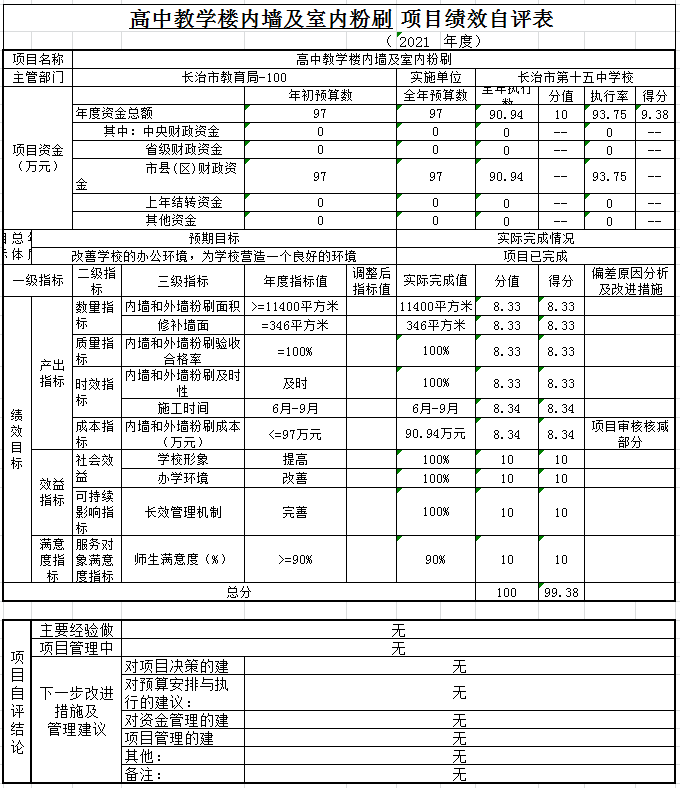 高中教学楼内墙及室内粉刷 项目绩效自评表
（ 2021 年度）
项目名称 高中教学楼内墙及室内粉刷
主管部门 长治市教育局-100 实施单位 长治市第十五中学校
项目资金
（万元）
年初预算数 全年预算数 全年执行数 分值 执行率 得分
年度资金总额 97 97 90.94 10 93.75 9.38
其中：中央财政资金 0 0 0 -- 0 --
省级财政资金 0 0 0 -- 0 --
市县(区)财政资
金 97 97 90.94 -- 93.75 --
上年结转资金 0 0 0 -- 0 --
其他资金 0 0 0 -- 0 --
总
体
预期目标 实际完成情况
改善学校的办公环境，为学校营造一个良好的环境 项目已完成
一级指标 二级指
标 三级指标 年度指标值 调整后
指标值 实际完成值 分值 得分 偏差原因分析
及改进措施
绩
效
目
标
产出
指标
数量指
标
内墙和外墙粉刷面积 >=11400平方米 11400平方米 8.33 8.33
修补墙面 =346平方米 346平方米 8.33 8.33
质量指
标
内墙和外墙粉刷验收
合格率 =100% 100% 8.33 8.33
时效指
标
内墙和外墙粉刷及时
性 及时 100% 8.33 8.33
施工时间 6月-9月 6月-9月 8.34 8.34
成本指
标
内墙和外墙粉刷成本
（万元） <=97万元 90.94万元 8.34 8.34 项目审核核减
部分
效益
指标
社会效
益
学校形象 提高 100% 10 10
办学环境 改善 100% 10 10
可持续
影响指
标
长效管理机制 完善 100% 10 10
满意
度指
标
服务对
象满意
度指标
师生满意度（%） >=90% 90% 10 10
总分 100 99.38
项
目
自
评
结
论
主要经验做 无
项目管理中 无
下一步改进
措施及
管理建议
对项目决策的建 无
对预算安排与执
行的建议： 无
对资金管理的建 无
项目管理的建 无
其他： 无
备注： 无